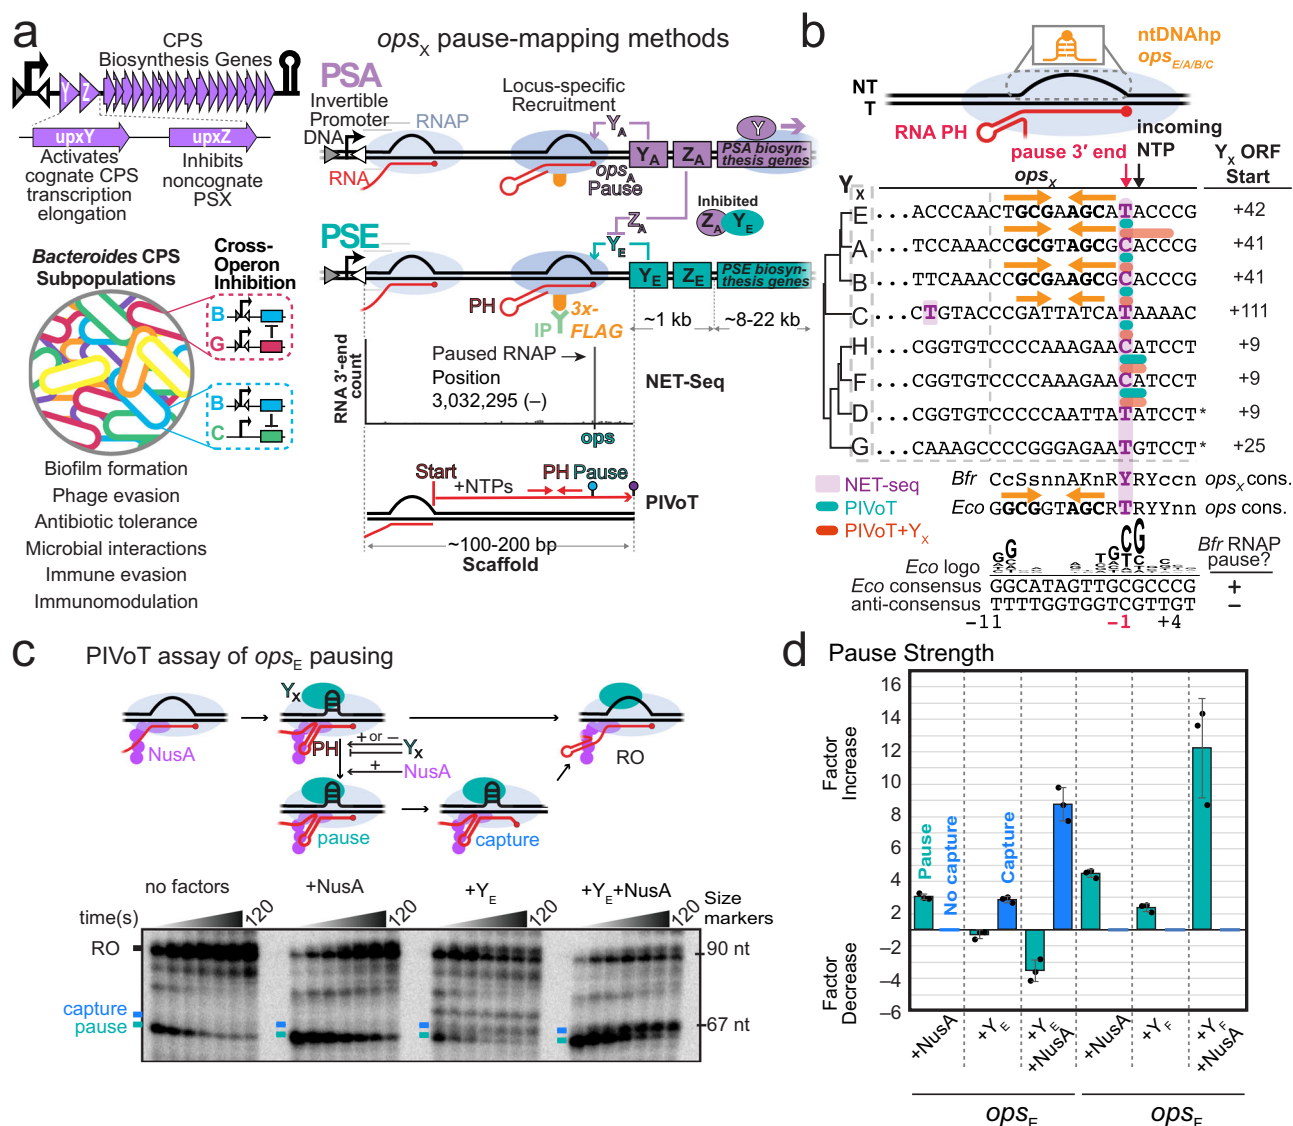 a
CPS
Biosynthesis Genes
Y
Z
upxY
upxZ
Activates
cognate CPS
transcription
elongation
Inhibits
noncognate
PSX
Bacteroides CPS
Subpopulations
Cross-
Operon
Inhibition
B
G
B
C
Biofilm formation
Phage evasion
Antibiotic tolerance
Microbial interactions
Immune evasion
Immunomodulation
opsX pause-mapping methods
PSA
Invertible
Promoter
DNA
RNAP
RNA
Locus-specific
Recruitment
YA
opsA
Pause
YA
ZA
Y
PSA biosyn-
thesis genes
Inhibited
ZA
YE
ZA
PSE
YE
YE
ZE
PSE biosyn-
thesis genes
PH
3x-
FLAG
IP
~1 kb
~8-22 kb
RNA 3′-end
count
Paused RNAP
Position
3,032,295 (–)
NET-Seq
ops
Start
+NTPs
PH
Pause
PIVoT
~100-200 bp
Scaffold
b
ntDNAhp
opsE/A/B/C
NT
T
RNA PH
incoming
NTP
pause 3′ end
YX ORF
Start
YX
opsX
E ...ACCCAACTGCGAAGCATACCCG +42
A ...TCCAAACCGCGTAGCGCACCCG +41
B ...TTCAAACCGCGAAGCGCACCCG +41
C ...CTGTACCCGATTATCATAAAAC +111
H ...CGGTGTCCCCAAAGAACATCCT +9
F ...CGGTGTCCCCAAAGAACATCCT +9
D ...CGGTGTCCCCCAATTATATCCT* +9
G ...CAAAGCCCCGGGAGAATGTCCT* +25
NET-seq
PIVoT
PIVoT+YX
Bfr CcSsnnAKnRYRYccn opsX cons.
Eco GGCGGTAGCRTRYYnn ops cons.
Eco logo
Bfr RNAP
pause?
Eco consensus GGCATAGTTGCGCCCG +
anti-consensus TTTTGGTGGTCGTTGT –
−11
−1
+4
c
PIVoT assay of opsE pausing
NusA
YX
PH
+ or –
YX
+
NusA
RO
pause
capture
no factors
+NusA
+YE
+YE+NusA
Size
markers
time(s)
120
120
120
120
RO
capture
pause
90 nt
67 nt
d
Pause Strength
Factor
Increase
Factor
Decrease
16
14
12
10
8
6
4
2
−2
−4
−6
Pause
No capture
Capture
+NusA
+YE
+YE
+NusA
+NusA
+YF
+YF
+NusA
opsE
opsF